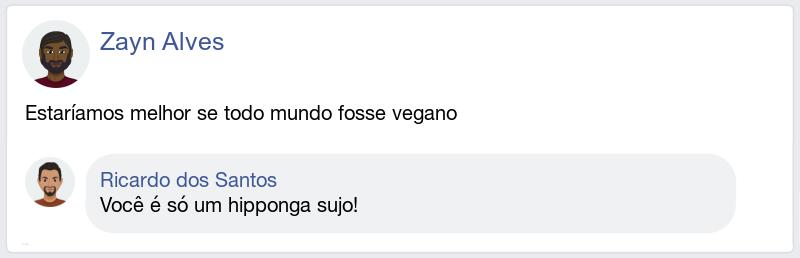 Zayn Alves
Estaríamos melhor se todo mundo fosse vegano
Ricardo dos Santos
Você é só um hipponga sujo!